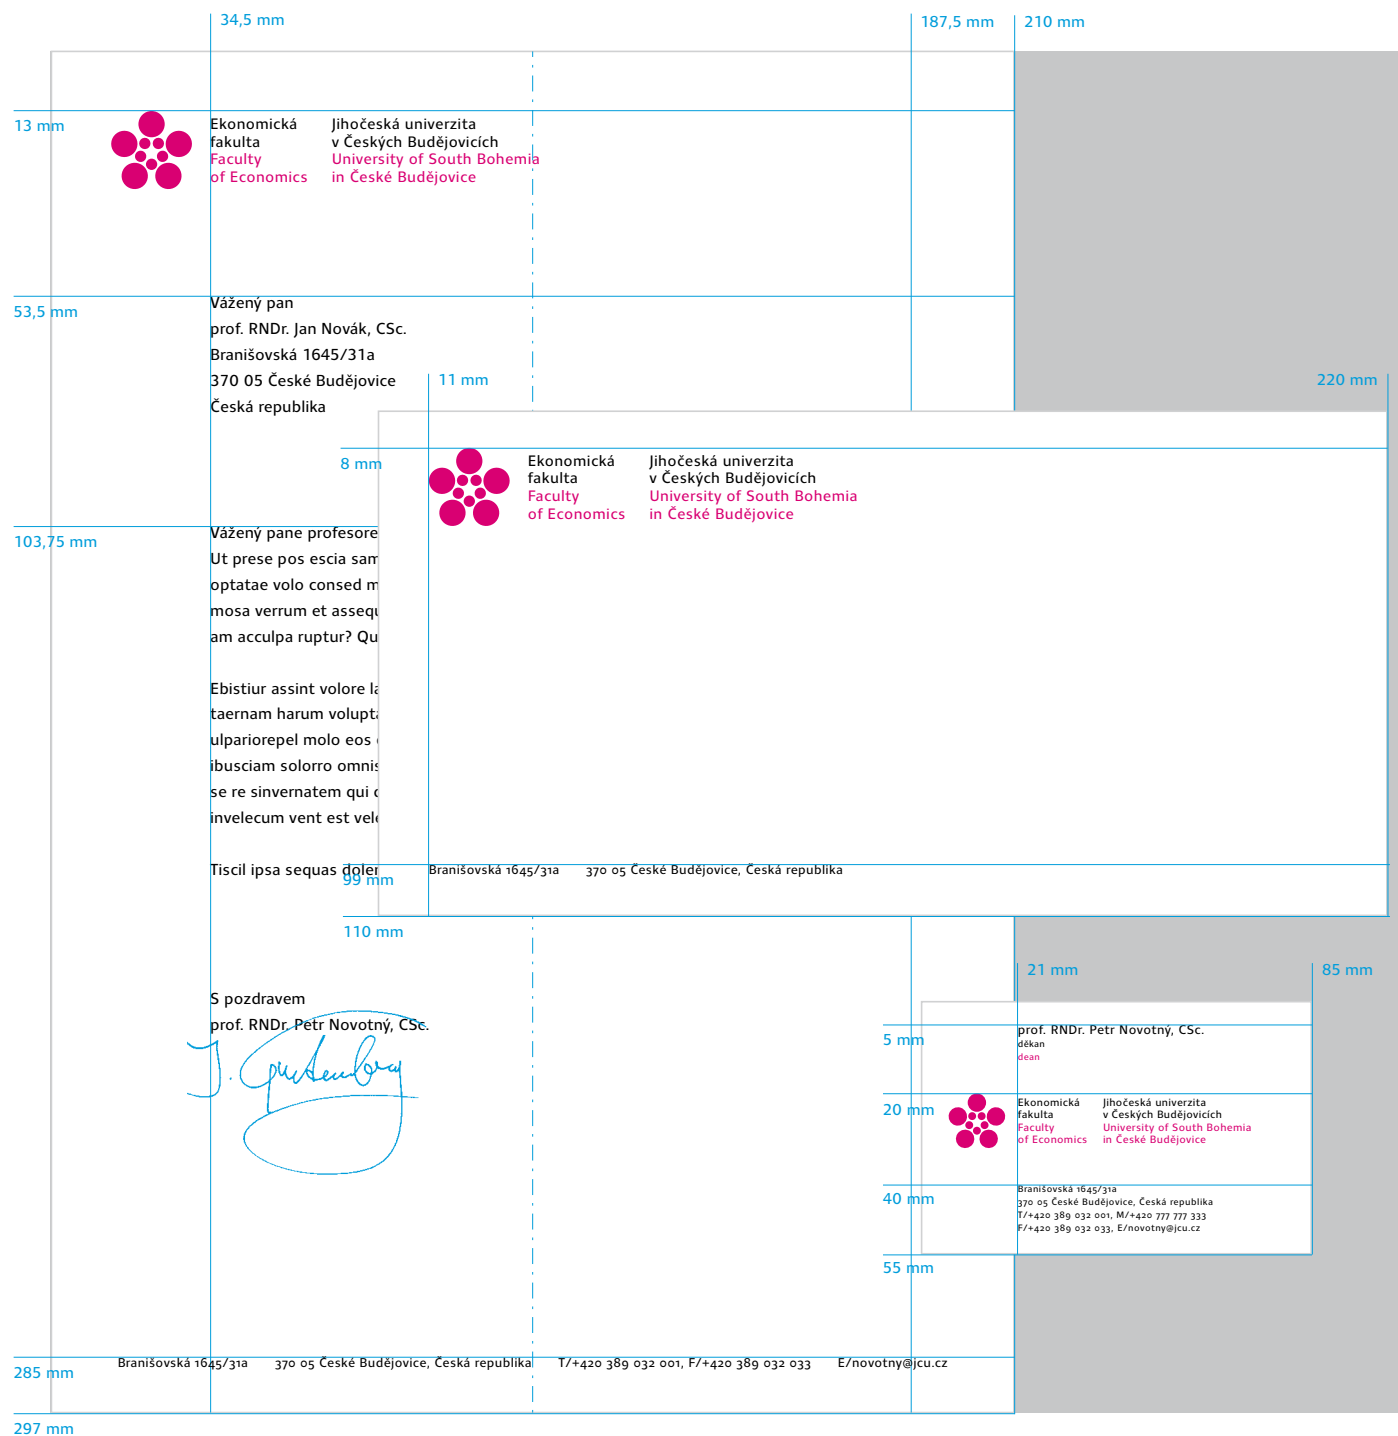 34,5 mm
187,5 mm
210 mm
13 mm
Ekonomická
fakulta
Faculty
of Economics
Jihočeská univerzita
v Českých Budějovicích
University of South Bohemia
in České Budějovice
53,5 mm
Vážený pan
prof. RNDr. Jan Novák, CSc.
Branišovská 1645/31a
370 05 České Budějovice
Česká republika
11 mm
220 mm
8 mm
Ekonomická
fakulta
Faculty
of Economics
Jihočeská univerzita
v Českých Budějovicích
University of South Bohemia
in České Budějovice
103,75 mm
Vážený pane profesore
Ut prese pos escia sam
optatae volo consed m
mosa verrum et assequ
am acculpa ruptur? Qu
Ebistiur assint volore la
taernam harum volupta
ulpariorepel molo eos
ibusciam solorro omnis
se re sinvernatem qui
invelecum vent est vele
Tiscil ipsa sequas doler
99 mm
Branišovská 1645/31a 370 05 České Budějovice, Česká republika
110 mm
S pozdravem
prof. RNDr. Petr Novotný, CSc.
21 mm
85 mm
5 mm
prof. RNDr. Petr Novotný, CSc.
děkan
dean
20 mm
Ekonomická
fakulta
Faculty
of Economics
Jihočeská univerzita
v Českých Budějovicích
University of South Bohemia
in České Budějovice
40 mm
Branišovská 1645/31a
370 05 České Budějovice, Česká republika
T/+420 389 032 001, M/+420 777 777 333
F/+420 389 032 033, E/novotny@jcu.cz
55 mm
285 mm
Branišovská 1645/31a 370 05 České Budějovice, Česká republika T/+420 389 032 001, F/+420 389 032 033 E/novotny@jcu.cz
297 mm